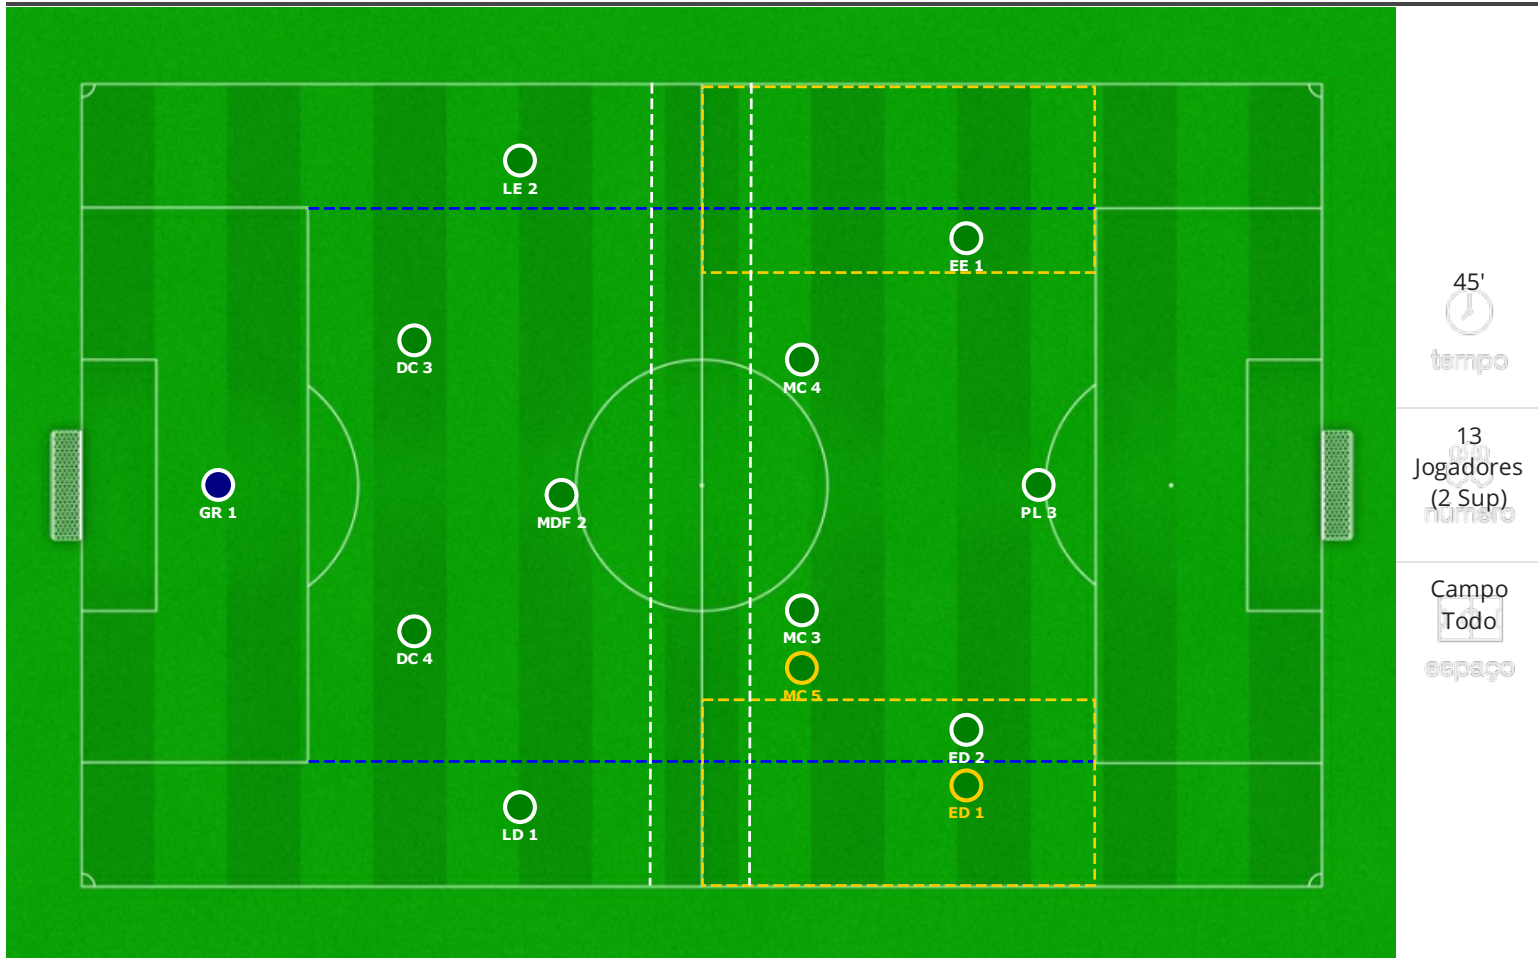 LE 2
EE 1
DC 3
MC 4
GR 1
MDF 2
PL 3
MC 3
DC 4
MC 5
ED 2
ED 1
LD 1
45'
tempo
13
Jogadores
(2 Sup)
número
Campo
Todo
espaço